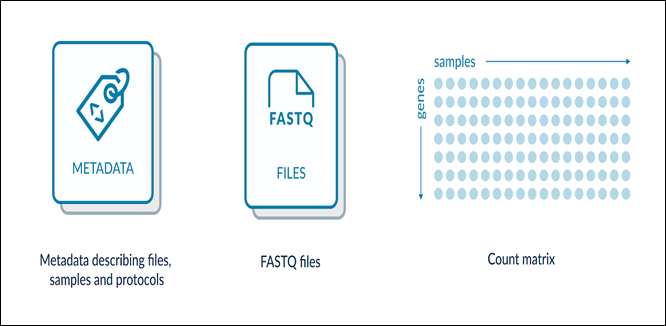 METADATA
Metadata describing files,
samples and protocols
FASTQ
FILES
FASTQ files
samples
genes
Count matrix